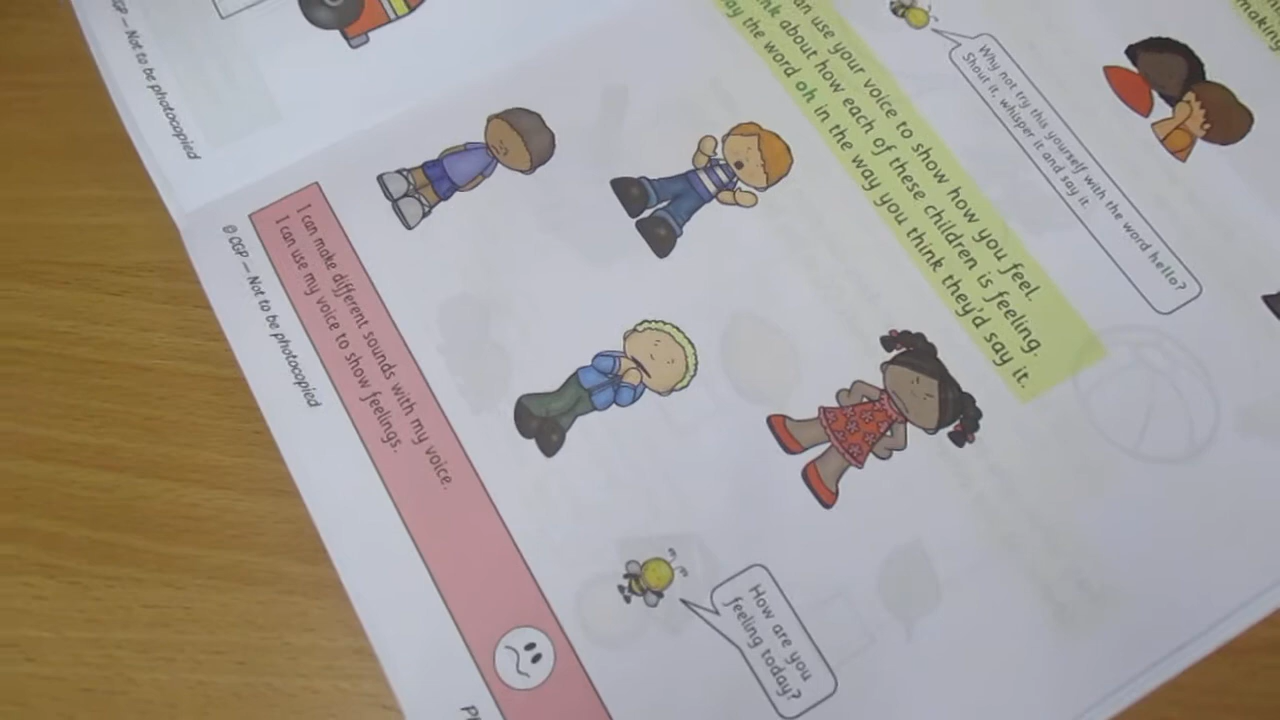 Not to be photocopied
making
Why not try this yourself with the word hello?
Shout it, whisper it and say it.
use your voice to show how you feel.
about how each of these children is feeling.
the word oh in the way you think they'd say it.
I can make different sounds with my voice.
I can use my voice to show feelings.
© CGP — Not to be photocopied
How are you
feeling today?